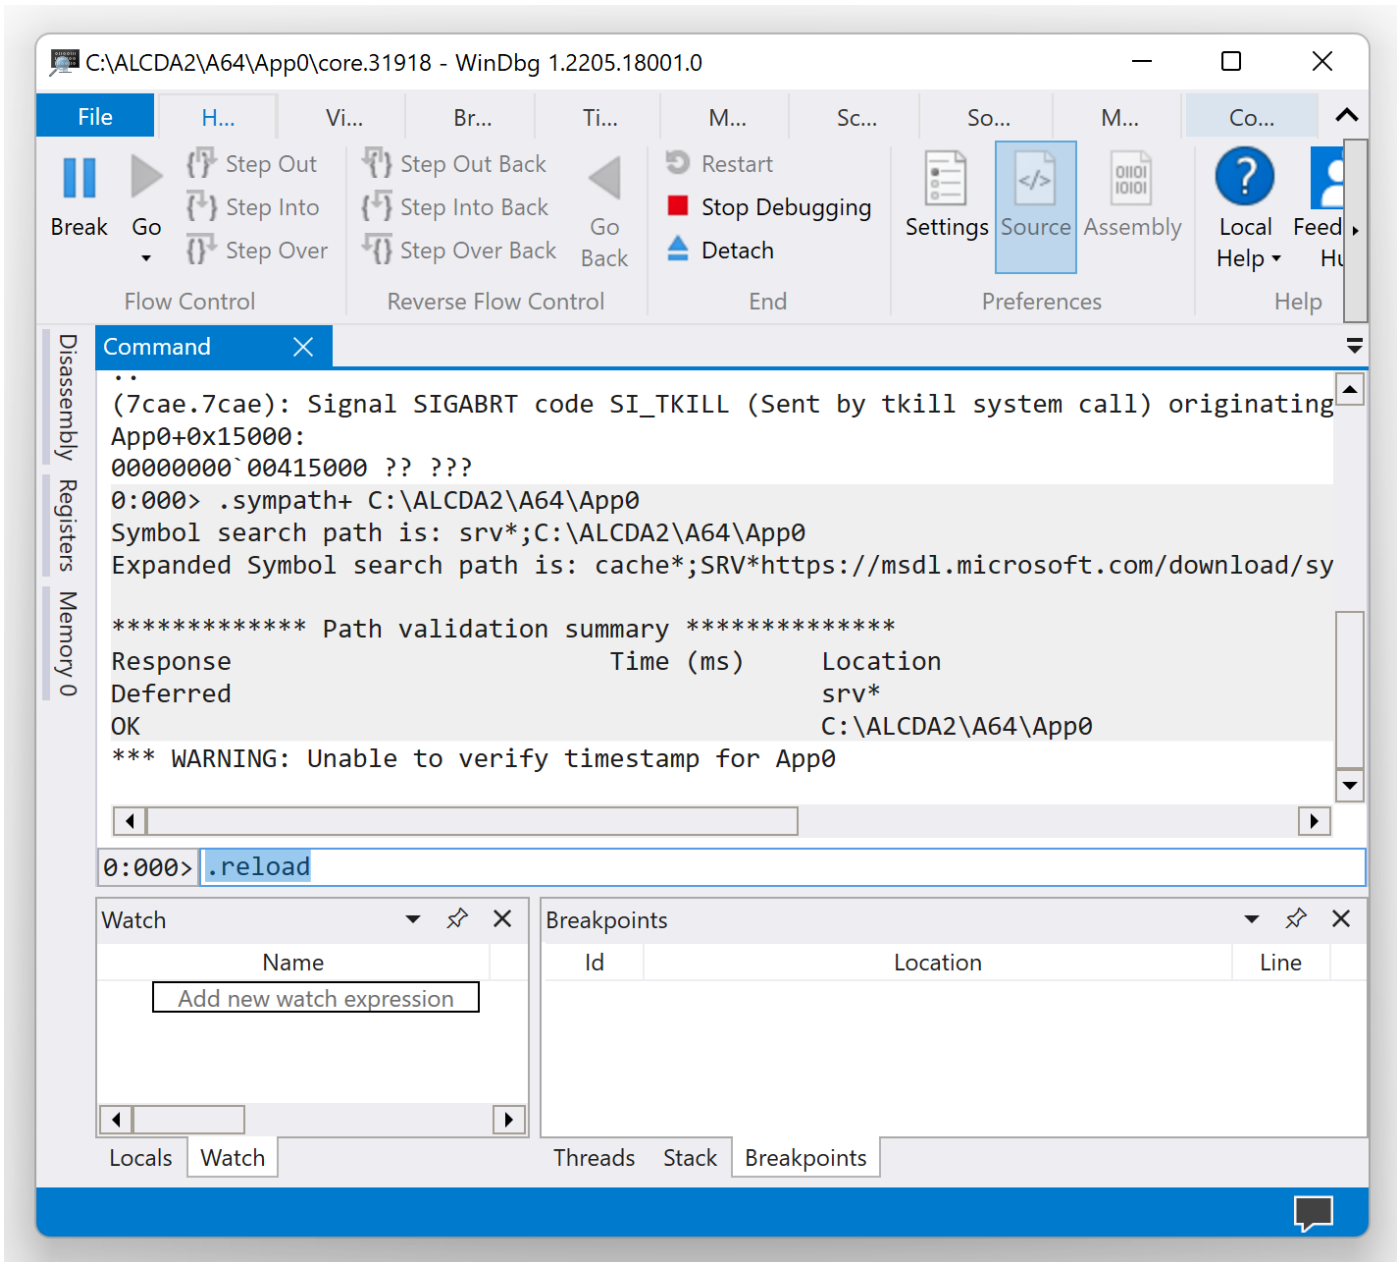 C:\ALCDA2\A64\App0\core.31918 - WinDbg 1.2205.18001.0
File H... Vi... Br... Ti... M... Sc... So... M... Co...
Break
Go
Step Out
Step Into
Step Over
Flow Control
Step Out Back
Step Into Back
Step Over Back
Go
Back
Reverse Flow Control
Restart
Stop Debugging
Detach
End
Settings
Source
Assembly
Preferences
Local
Help
Feed
Hu
Help
Disassembly
Registers
Memory 0
Command
..
(7cae.7cae): Signal SIGABRT code SI_TKILL (Sent by tkill system call) originating
App0+0x15000:
00000000`00415000 ?? ???
0:000> .sympath+ C:\ALCDA2\A64\App0
Symbol search path is: srv*;C:\ALCDA2\A64\App0
Expanded Symbol search path is: cache*;SRV*https://msdl.microsoft.com/download/sy
************* Path validation summary **************
Response Time (ms) Location
Deferred srv*
OK C:\ALCDA2\A64\App0
*** WARNING: Unable to verify timestamp for App0
0:000> .reload
Watch
Name
Add new watch expression
Locals Watch
Breakpoints
Id Location Line
Threads Stack Breakpoints